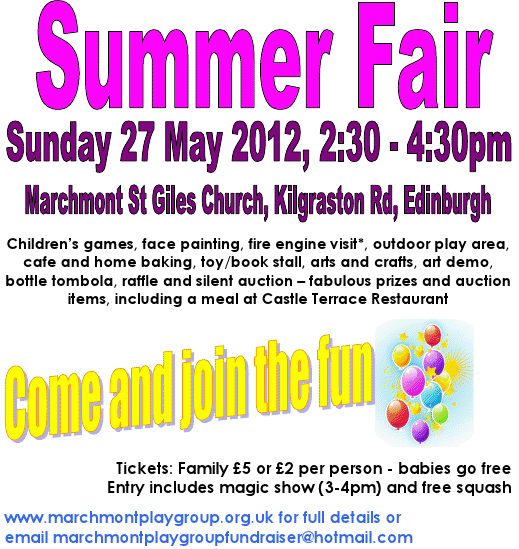 Summer Fair
Sunday 27 May 2012, 2:30 - 4:30pm
Marchmont St Giles Church, Kilgraston Rd, Edinburgh
Children's games, face painting, fire engine visit*, outdoor play area,
cafe and home baking, toy/book stall, arts and crafts, art demo,
bottle tombola, raffle and silent auction – fabulous prizes and auction
items, including a meal at Castle Terrace Restaurant
Come and join the fun
Tickets: Family £5 or £2 per person - babies go free
Entry includes magic show (3-4pm) and free squash
www.marchmontplaygroup.org.uk for full details or
email marchmontplaygroupfundraiser@hotmail.com